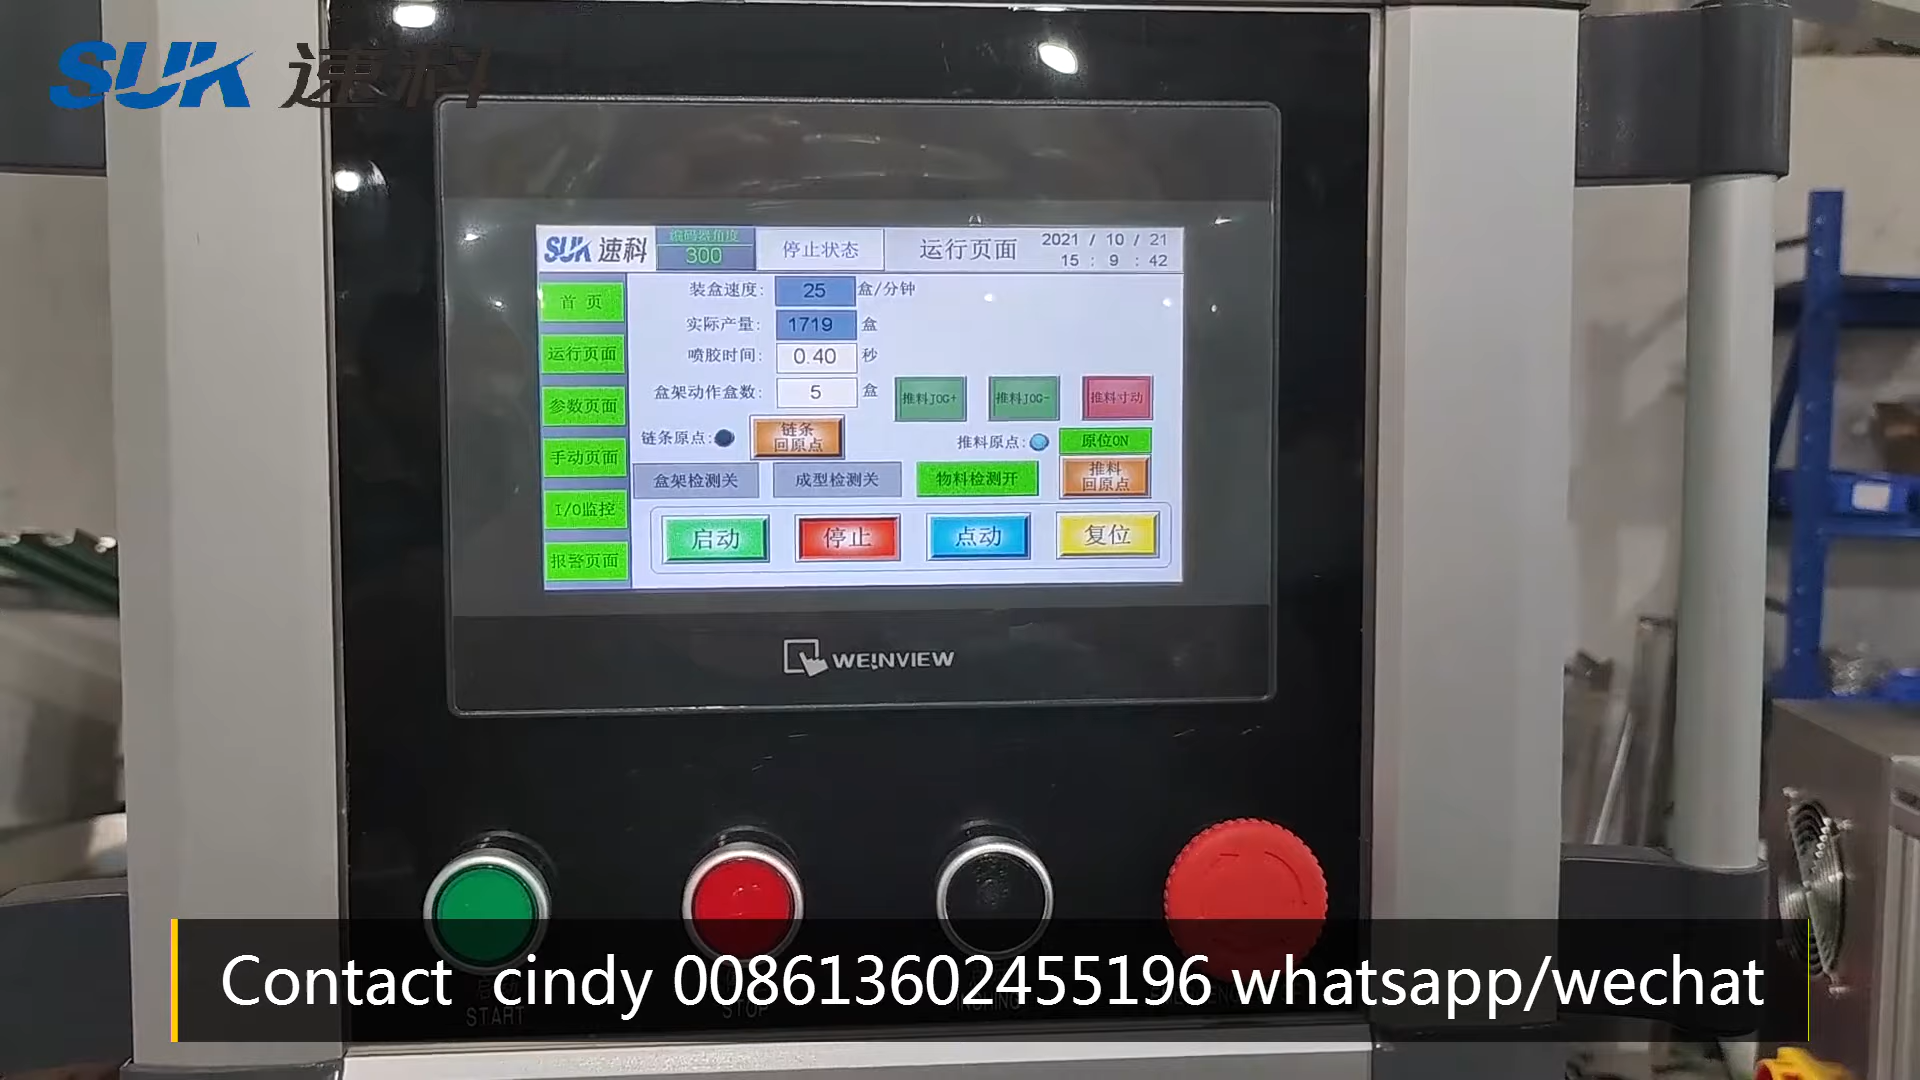 SUK 速科
SUK 速科
编码器角度
300
停止状态
运行页面
2021 / 10 / 21
15 : 9 : 42
首 页
运行页面
参数页面
手动页面
I/O监控
报警页面
装盒速度: 25 盒/分钟
实际产量: 1719 盒
喷胶时间: 0.40 秒
盒架动作盒数: 5 盒
推料JOG+
推料JOG-
推料寸动
链条原点:
链条
回原点
推料原点:
原位ON
盒架检测关
成型检测关
物料检测开
推料
回原点
启动
停止
点动
复位
WEINVIEW
Contact cindy 008613602455196 whatsapp/wechat
启动
START
STOP